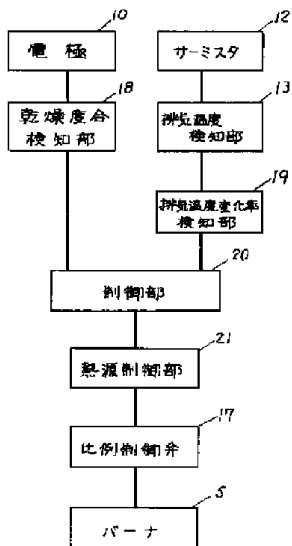 10
電極
12
サーミスタ
18
乾燥度合
検知部
13
排気温度
検知部
19
排気温度変化率
検知部
20
制御部
21
熱源制御部
17
比例制御弁
5
バーナ